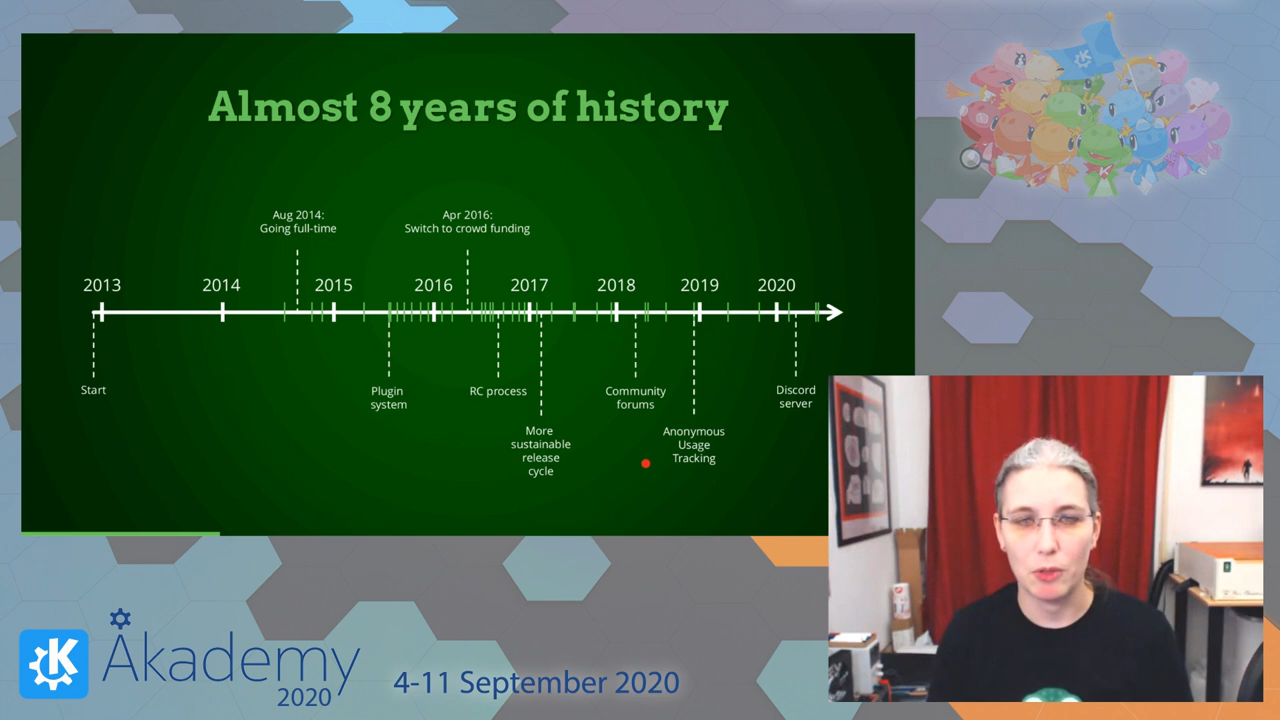 Almost 8 years of history
Aug 2014:
Going full-time
Apr 2016:
Switch to crowd funding
2013 2014 2015 2016 2017 2018 2019 2020
Start
Plugin
system
RC process
More
sustainable
release
cycle
Community
forums
Anonymous
Usage
Tracking
Discord
server
Akademy
2020
4-11 September 2020